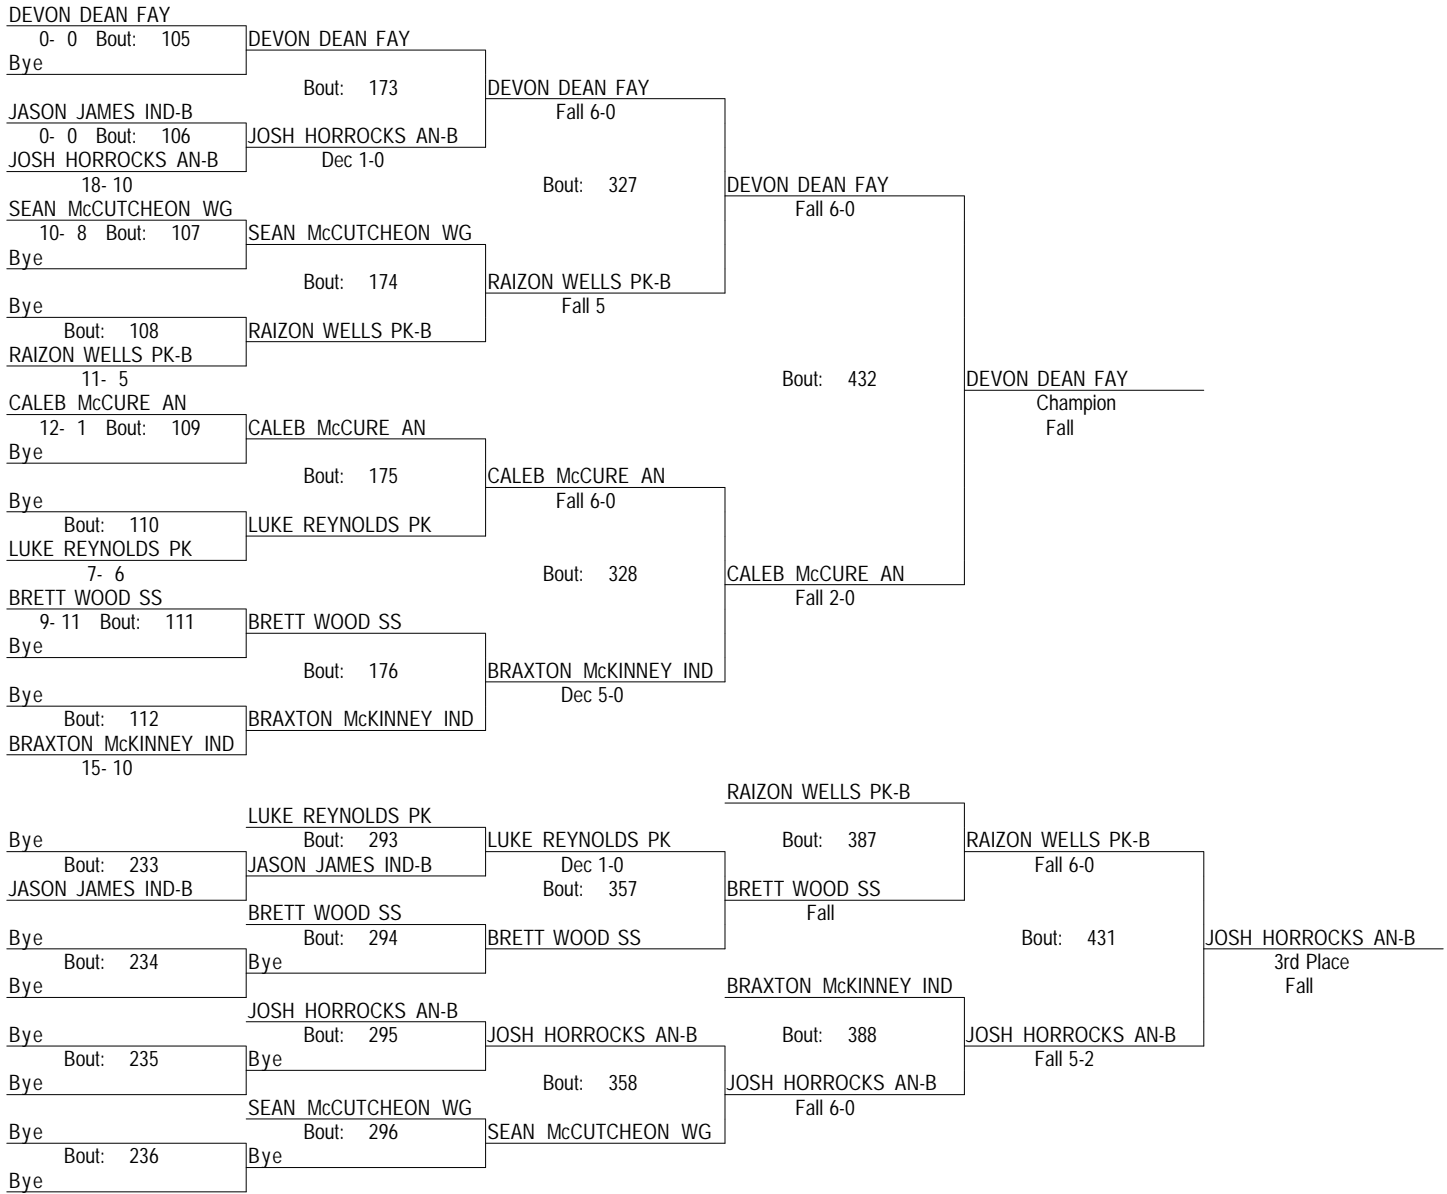 DEVON DEAN FAY
0- 0 Bout: 105
DEVON DEAN FAY
Bye
Bout: 173
DEVON DEAN FAY
JASON JAMES IND-B
Fall 6-0
0- 0 Bout: 106
JOSH HORROCKS AN-B
JOSH HORROCKS AN-B
Dec 1-0
18- 10
Bout: 327
DEVON DEAN FAY
SEAN McCUTCHEON WG
Fall 6-0
10- 8 Bout: 107
SEAN McCUTCHEON WG
Bye
Bout: 174
RAIZON WELLS PK-B
Bye
Fall 5
Bout: 108
RAIZON WELLS PK-B
RAIZON WELLS PK-B
11- 5
Bout: 432
DEVON DEAN FAY
CALEB McCURE AN
Champion
12- 1 Bout: 109
CALEB McCURE AN
Fall
Bye
Bout: 175
CALEB McCURE AN
Bye
Fall 6-0
Bout: 110
LUKE REYNOLDS PK
LUKE REYNOLDS PK
7- 6
Bout: 328
CALEB McCURE AN
BRETT WOOD SS
Fall 2-0
9- 11 Bout: 111
BRETT WOOD SS
Bye
Bout: 176
BRAXTON McKINNEY IND
Bye
Dec 5-0
Bout: 112
BRAXTON McKINNEY IND
BRAXTON McKINNEY IND
15- 10
RAIZON WELLS PK-B
LUKE REYNOLDS PK
Bye
Bout: 293
LUKE REYNOLDS PK
Bout: 387
RAIZON WELLS PK-B
Bout: 233
JASON JAMES IND-B
Dec 1-0
Fall 6-0
JASON JAMES IND-B
Bout: 357
BRETT WOOD SS
BRETT WOOD SS
Fall
Bye
Bout: 294
BRETT WOOD SS
Bout: 431
JOSH HORROCKS AN-B
Bout: 234
Bye
3rd Place
Bye
BRAXTON McKINNEY IND
Fall
JOSH HORROCKS AN-B
Bye
Bout: 295
JOSH HORROCKS AN-B
Bout: 388
JOSH HORROCKS AN-B
Bout: 235
Bye
Fall 5-2
Bye
Bout: 358
JOSH HORROCKS AN-B
SEAN McCUTCHEON WG
Fall 6-0
Bye
Bout: 296
SEAN McCUTCHEON WG
Bout: 236
Bye
Bye